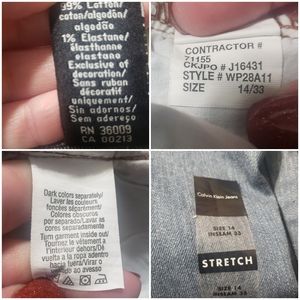 99% Cotton/
coton/algodón/
algodão
1% Elastane/
élasthanne
elastano
Exclusive of
decoration/
Sans ruban
décoratif
uniquement/
Sin adornos/
Sem adereço
RN 36009
CA 00213
CONTRACTOR #
71155
CKJPO # J16431
STYLE # WP28A11
SIZE 14/33
Dark colors separately/
Laver les couleurs
foncées séparément/
Colores obscuros
por separado/
Lavar as cores
separadamente
Turn garment inside out/
Tournez le vêtement à
l'intérieur dehors/Dé
vuelta a la ropa adentro
hacia afuera/Virar o
Calvin Klein Jeans
SIZE 14
INSEAM 33
STRETCH
SIZE 14
INSEAM 33